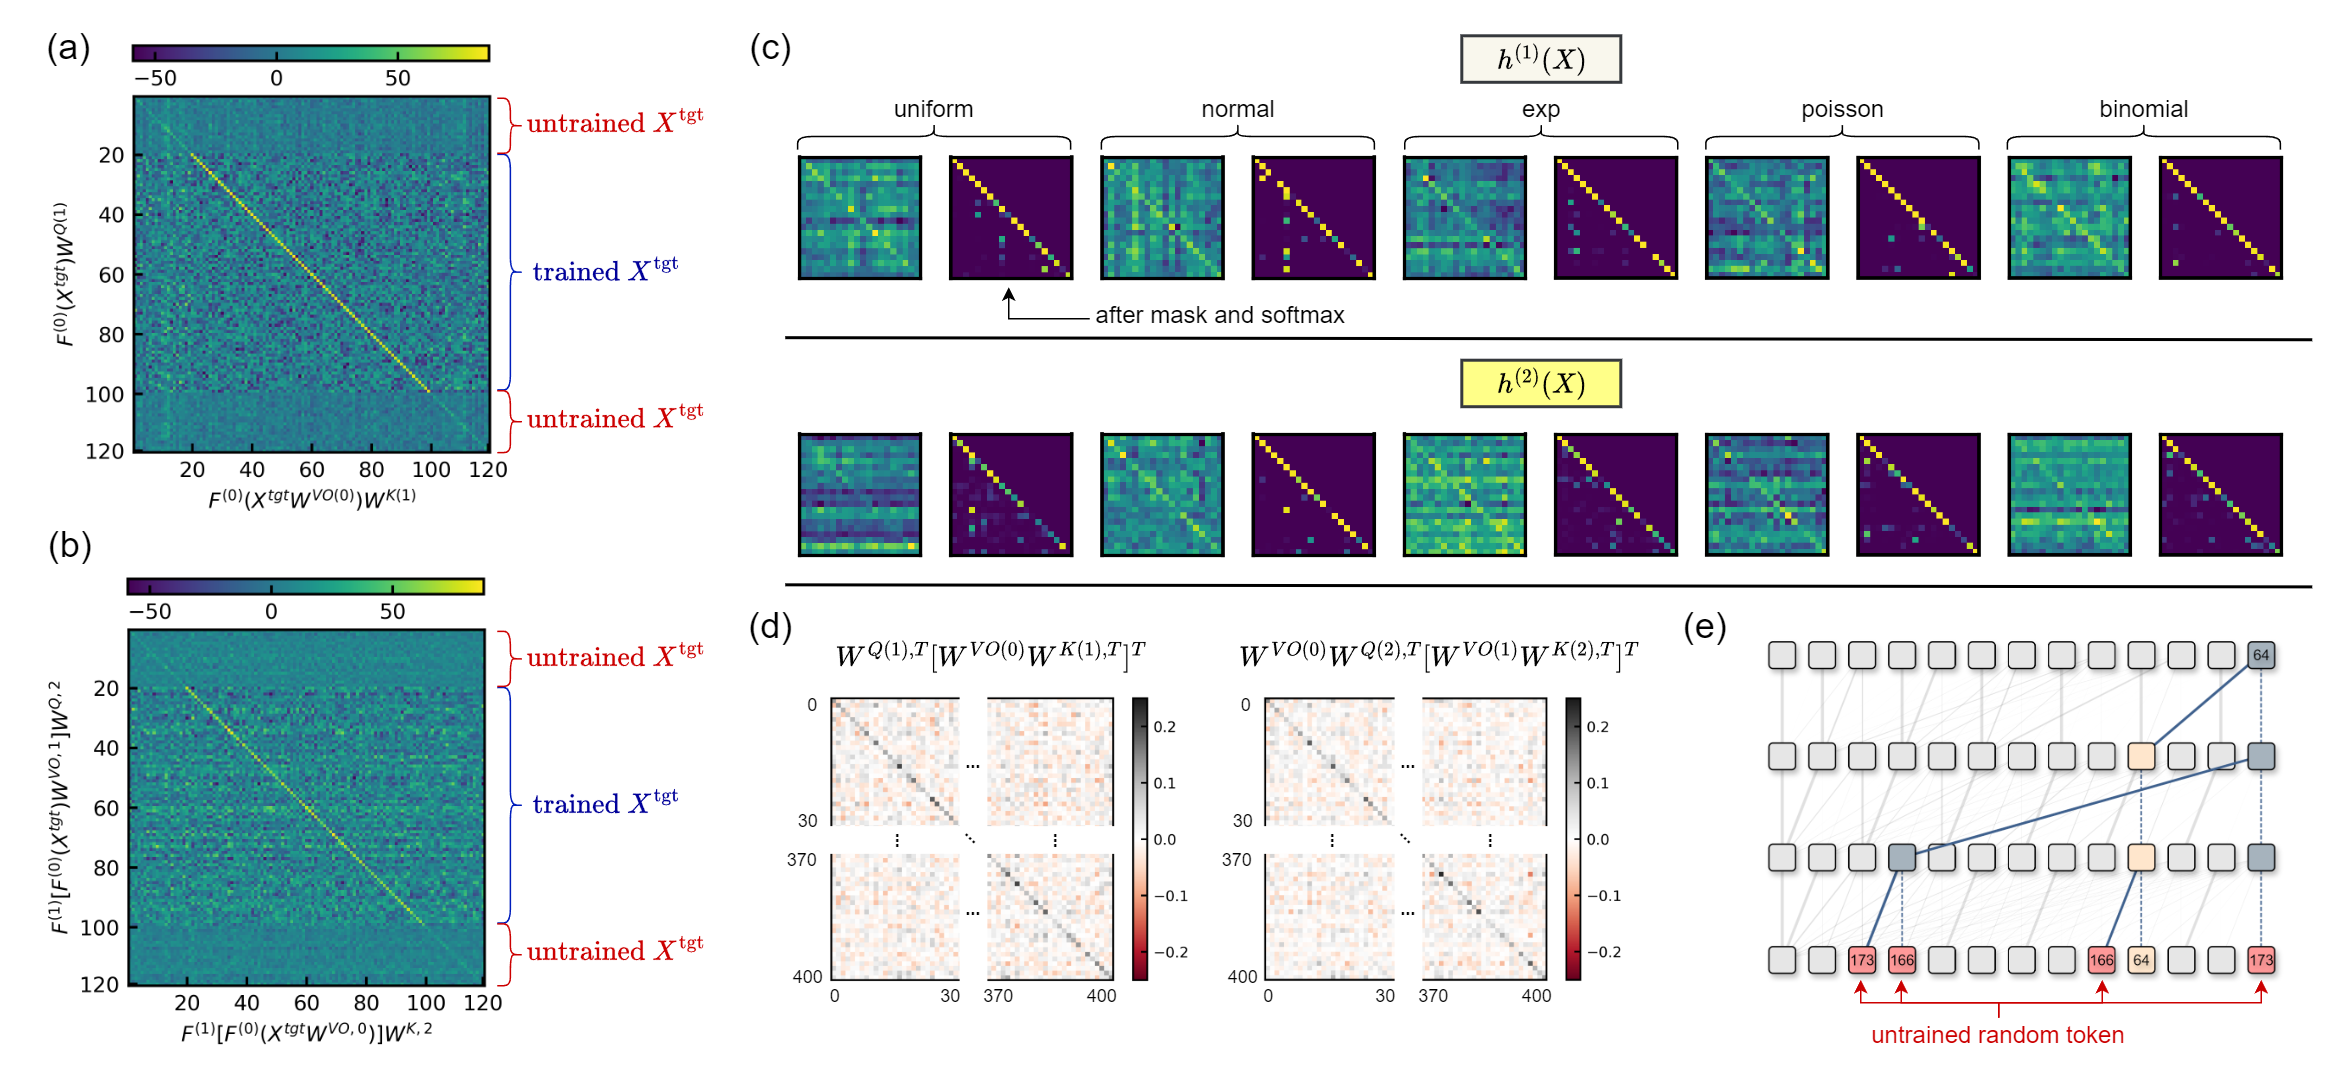 (a)
−50 0 50
untrained X^tgt
trained X^tgt
untrained X^tgt
20
40
60
80
100
120
F^(0)(X^tgt)W^Q(1)
20 40 60 80 100 120
F^(0)(X^tgt W^VO(0))W^K(1)
(b)
−50 0 50
untrained X^tgt
trained X^tgt
untrained X^tgt
20
40
60
80
100
120
F^(1)[F^(0)(X^tgt)W^VO,1]W^Q,2
20 40 60 80 100 120
F^(1)[F^(0)(X^tgt W^VO,0)]W^K,2
(c)
h^(1)(X)
uniform normal exp poisson binomial
after mask and softmax
h^(2)(X)
(d)
W^Q(1),T[W^VO(0)W^K(1),T]^T
0
30
370
400
0 30 370 400
... ...
0.2
0.1
0.0
−0.1
−0.2
W^VO(0)W^Q(2),T[W^VO(1)W^K(2),T]^T
0
30
370
400
0 30 370 400
... ...
0.2
0.1
0.0
−0.1
−0.2
(e)
64
173 166 166 64 173
untrained random token